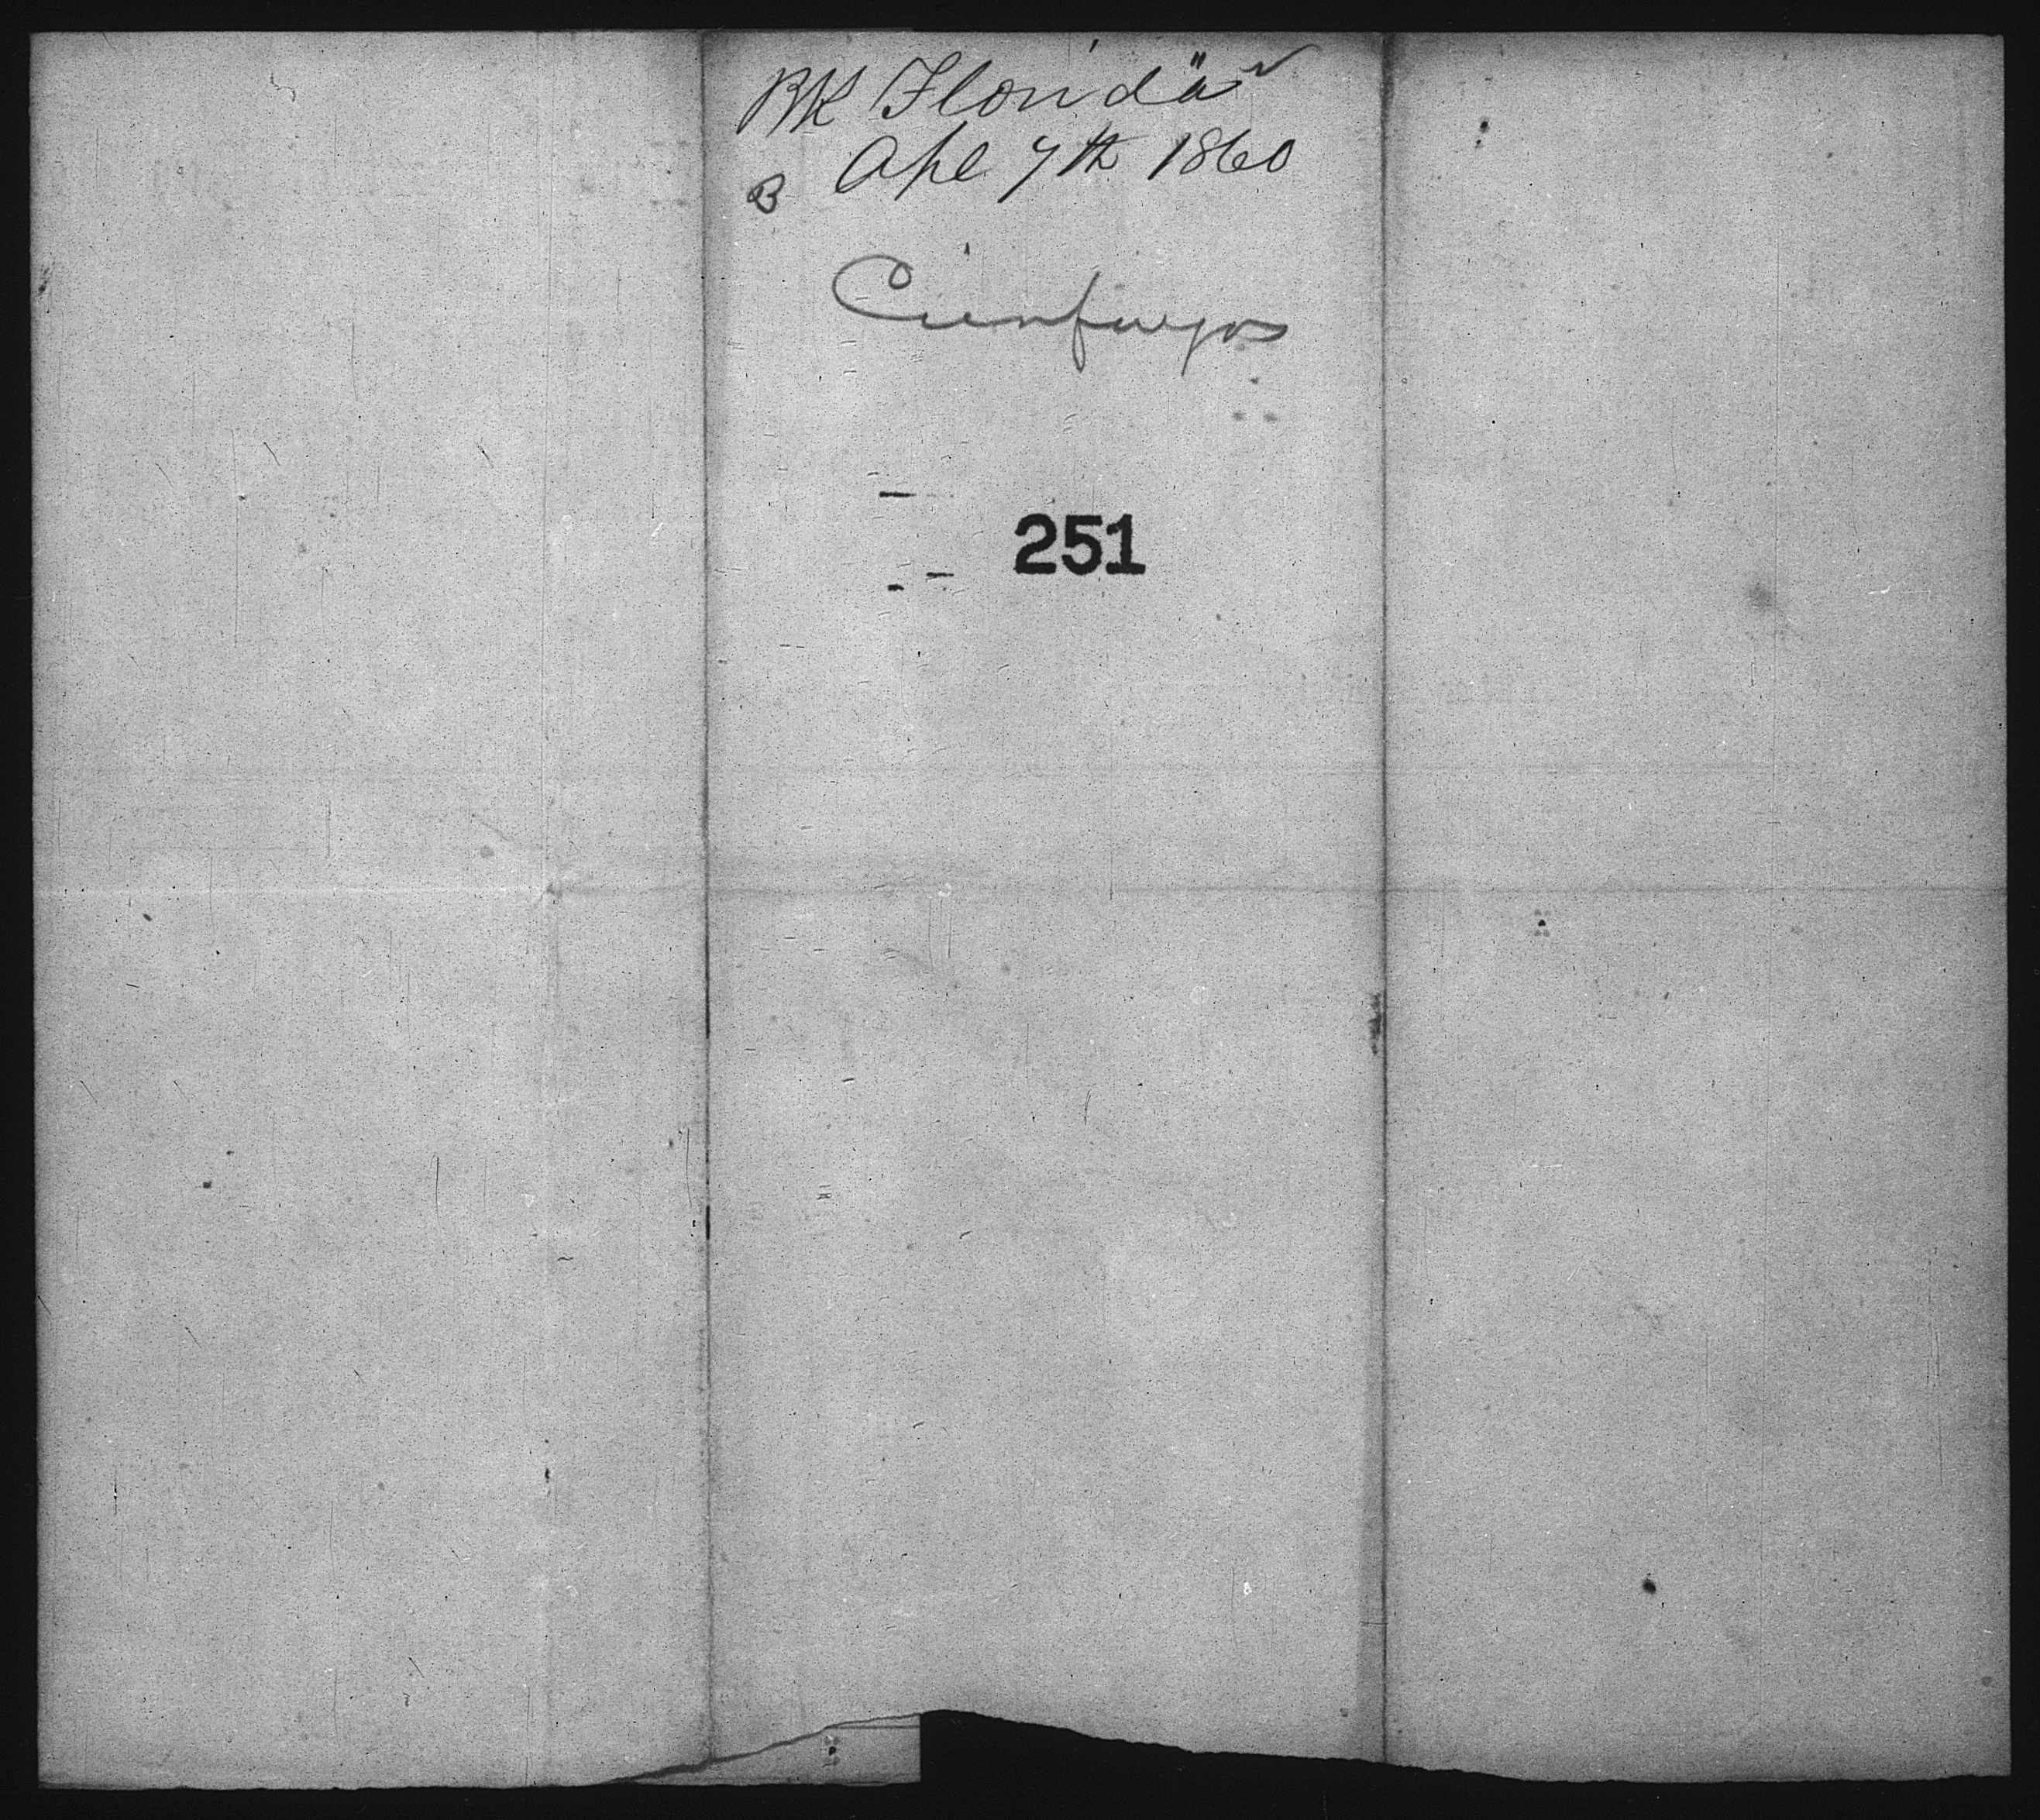 BK Florida
B Apl 7th 1860
Cienfuegos
251